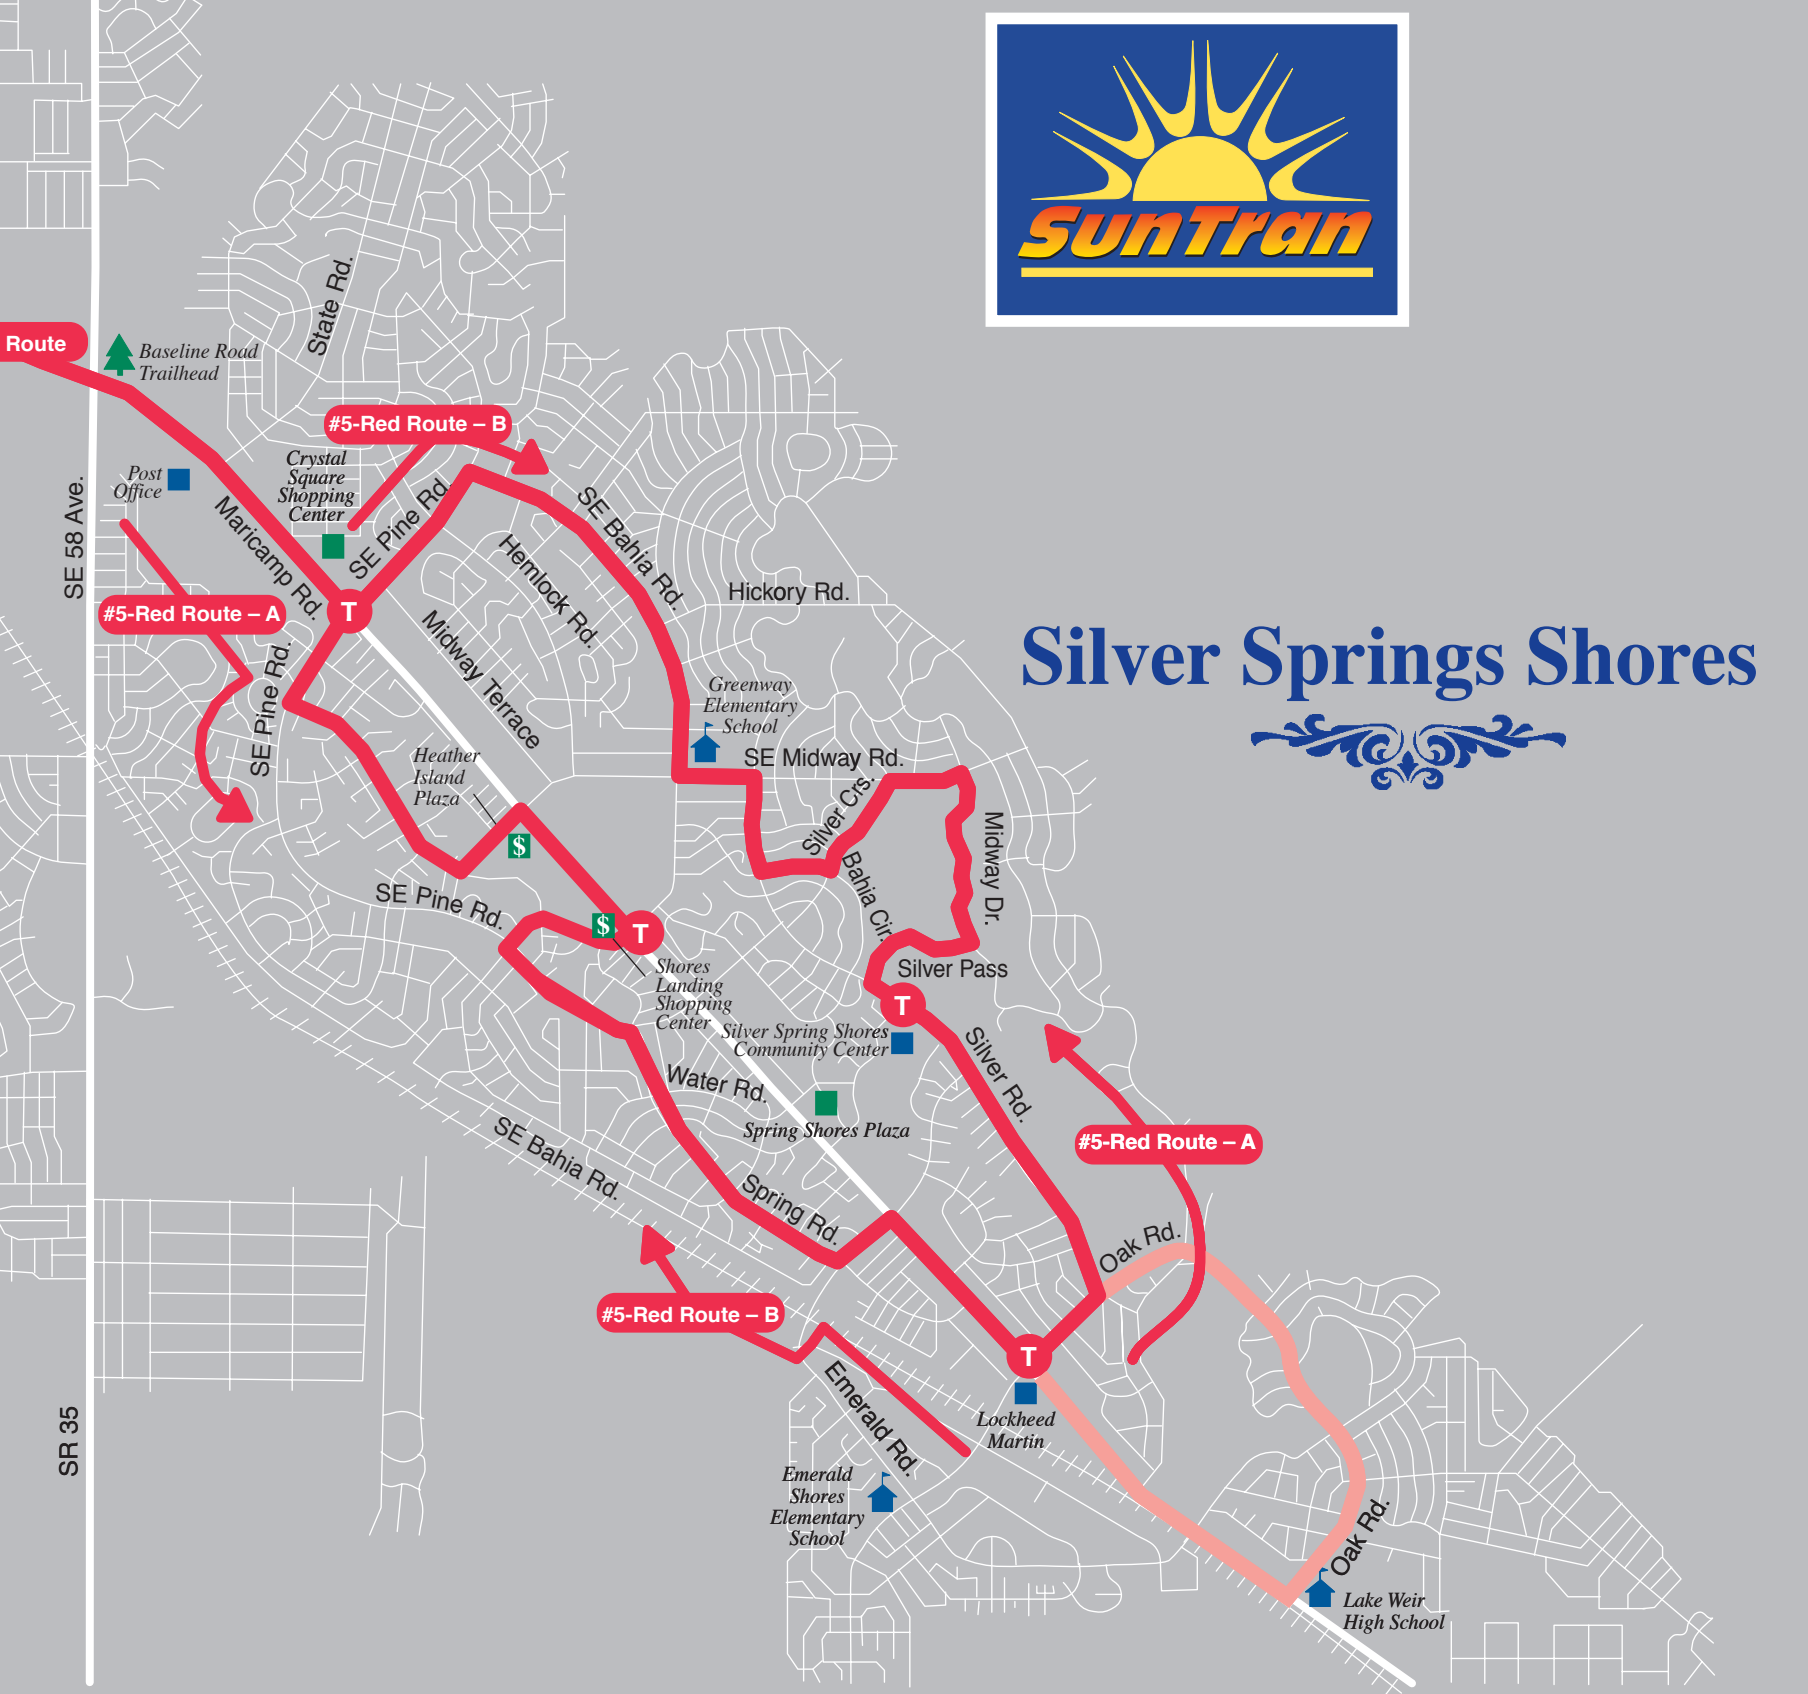 SunTran
State Rd.
Route
Baseline Road
Trailhead
#5-Red Route – B
Crystal
Square
Shopping
Center
Post
Office
SE 58 Ave.
Maricamp Rd.
SE Pine Rd.
SE Bahia Rd.
Hemlock Rd.
Hickory Rd.
#5-Red Route – A
T
Midway Terrace
SE Pine Rd.
Silver Springs Shores
Greenway
Elementary
School
Heather
Island
Plaza
SE Midway Rd.
Silver Crs.
Midway Dr.
$
Bahia Cir.
SE Pine Rd.
$
T
Silver Pass
Shores
Landing
Shopping
Center
T
Silver Spring Shores
Community Center
Silver Rd.
Water Rd.
Spring Shores Plaza
#5-Red Route – A
SE Bahia Rd.
Spring Rd.
Oak Rd.
#5-Red Route – B
T
Emerald Rd.
Lockheed
Martin
SR 35
Emerald
Shores
Elementary
School
Oak Rd.
Lake Weir
High School